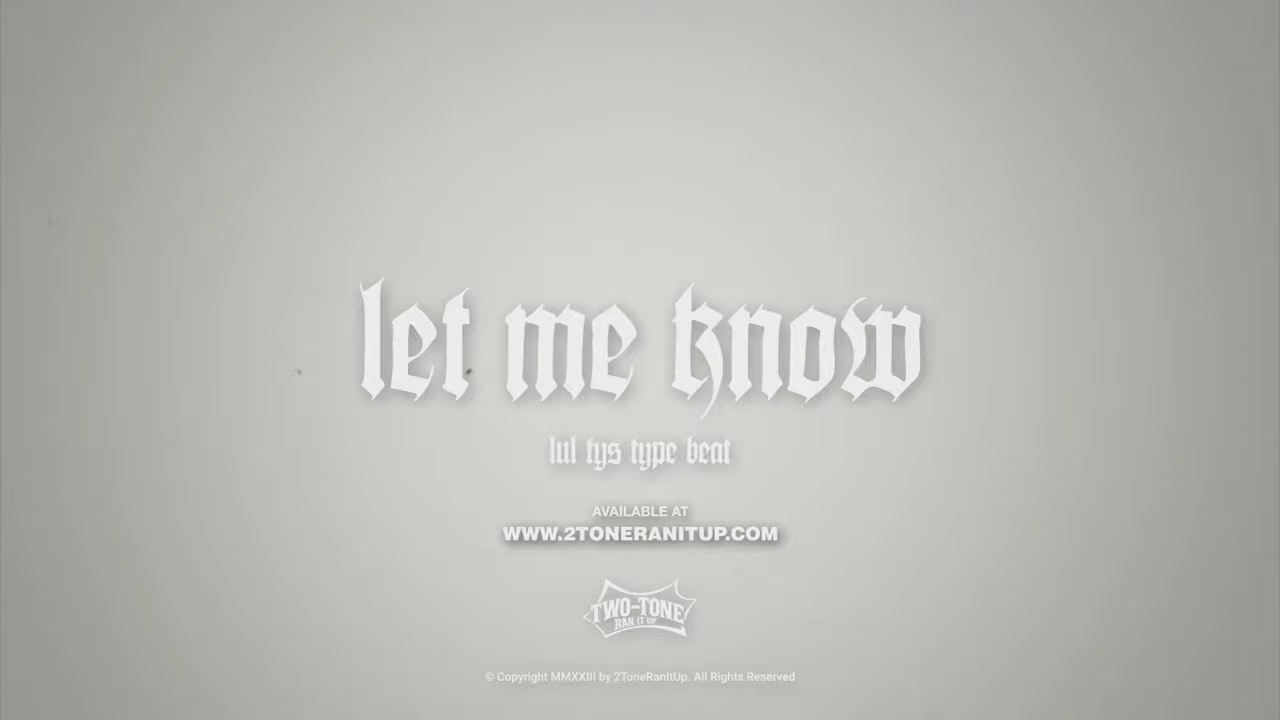 let me know
lul tys type beat
AVAILABLE AT
WWW.2TONERANITUP.COM
TWO-TONE
RAN IT UP
© Copyright MMXXIII by 2ToneRanItUp. All Rights Reserved